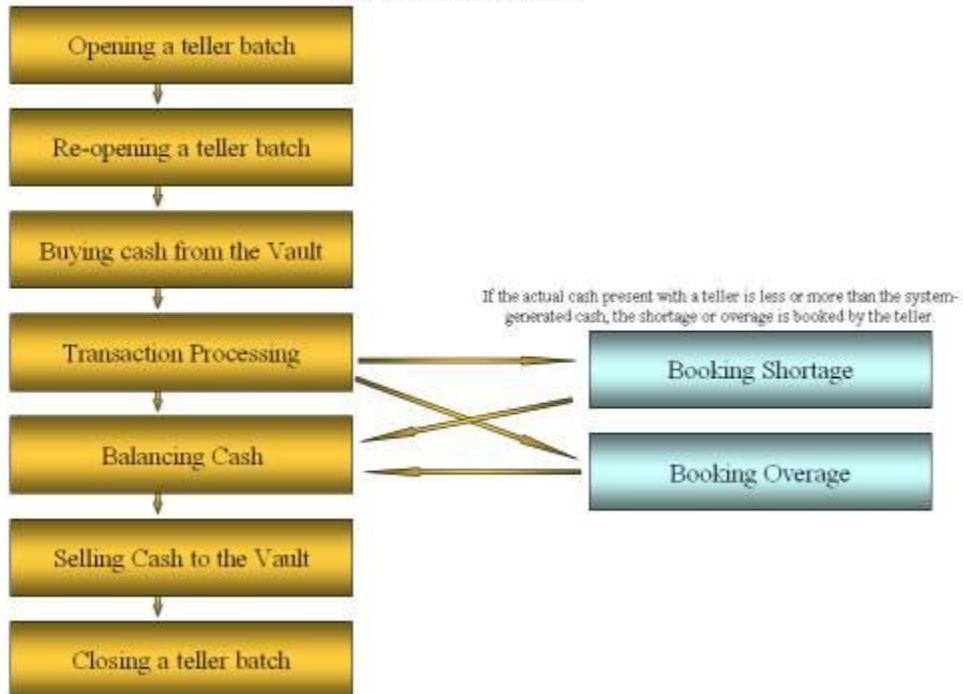 Opening a teller batch
Re-opening a teller batch
Buying cash from the Vault
If the actual cash present with a teller is less or more than the system-
generated cash, the shortage or overage is booked by the teller.
Transaction Processing
Booking Shortage
Balancing Cash
Booking Overage
Selling Cash to the Vault
Closing a teller batch